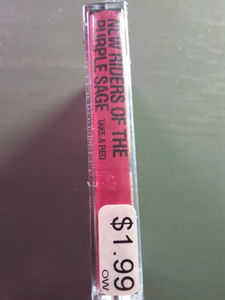 NEW RIDERS OF THE
PURPLE SAGE TAKE A RED
$1.99
OW